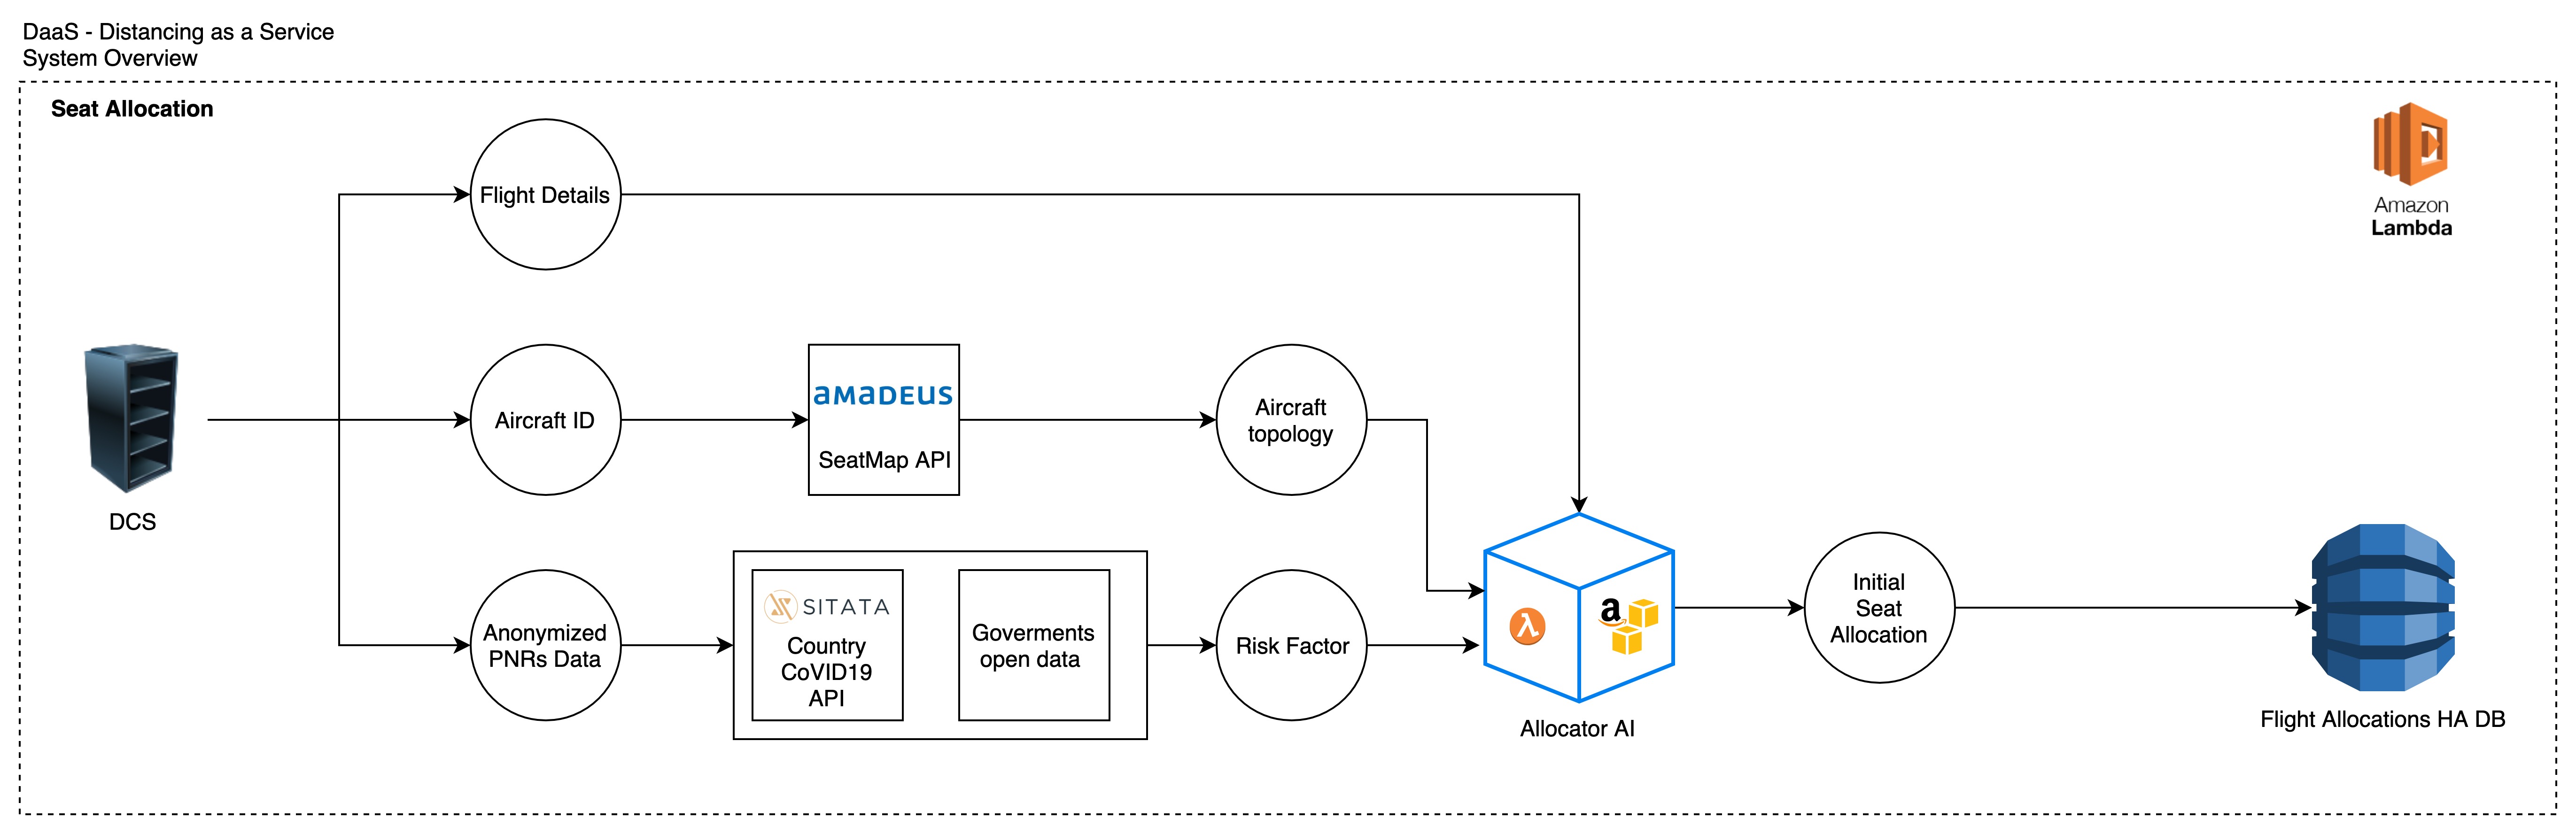 DaaS - Distancing as a Service
System Overview
Seat Allocation
Amazon
Lambda
Flight Details
DCS
Aircraft ID
amadeus
SeatMap API
Aircraft
topology
Anonymized
PNRs Data
SITATA
Country
CoVID19
API
Goverments
open data
Risk Factor
λ
a
Allocator AI
Initial
Seat
Allocation
Flight Allocations HA DB